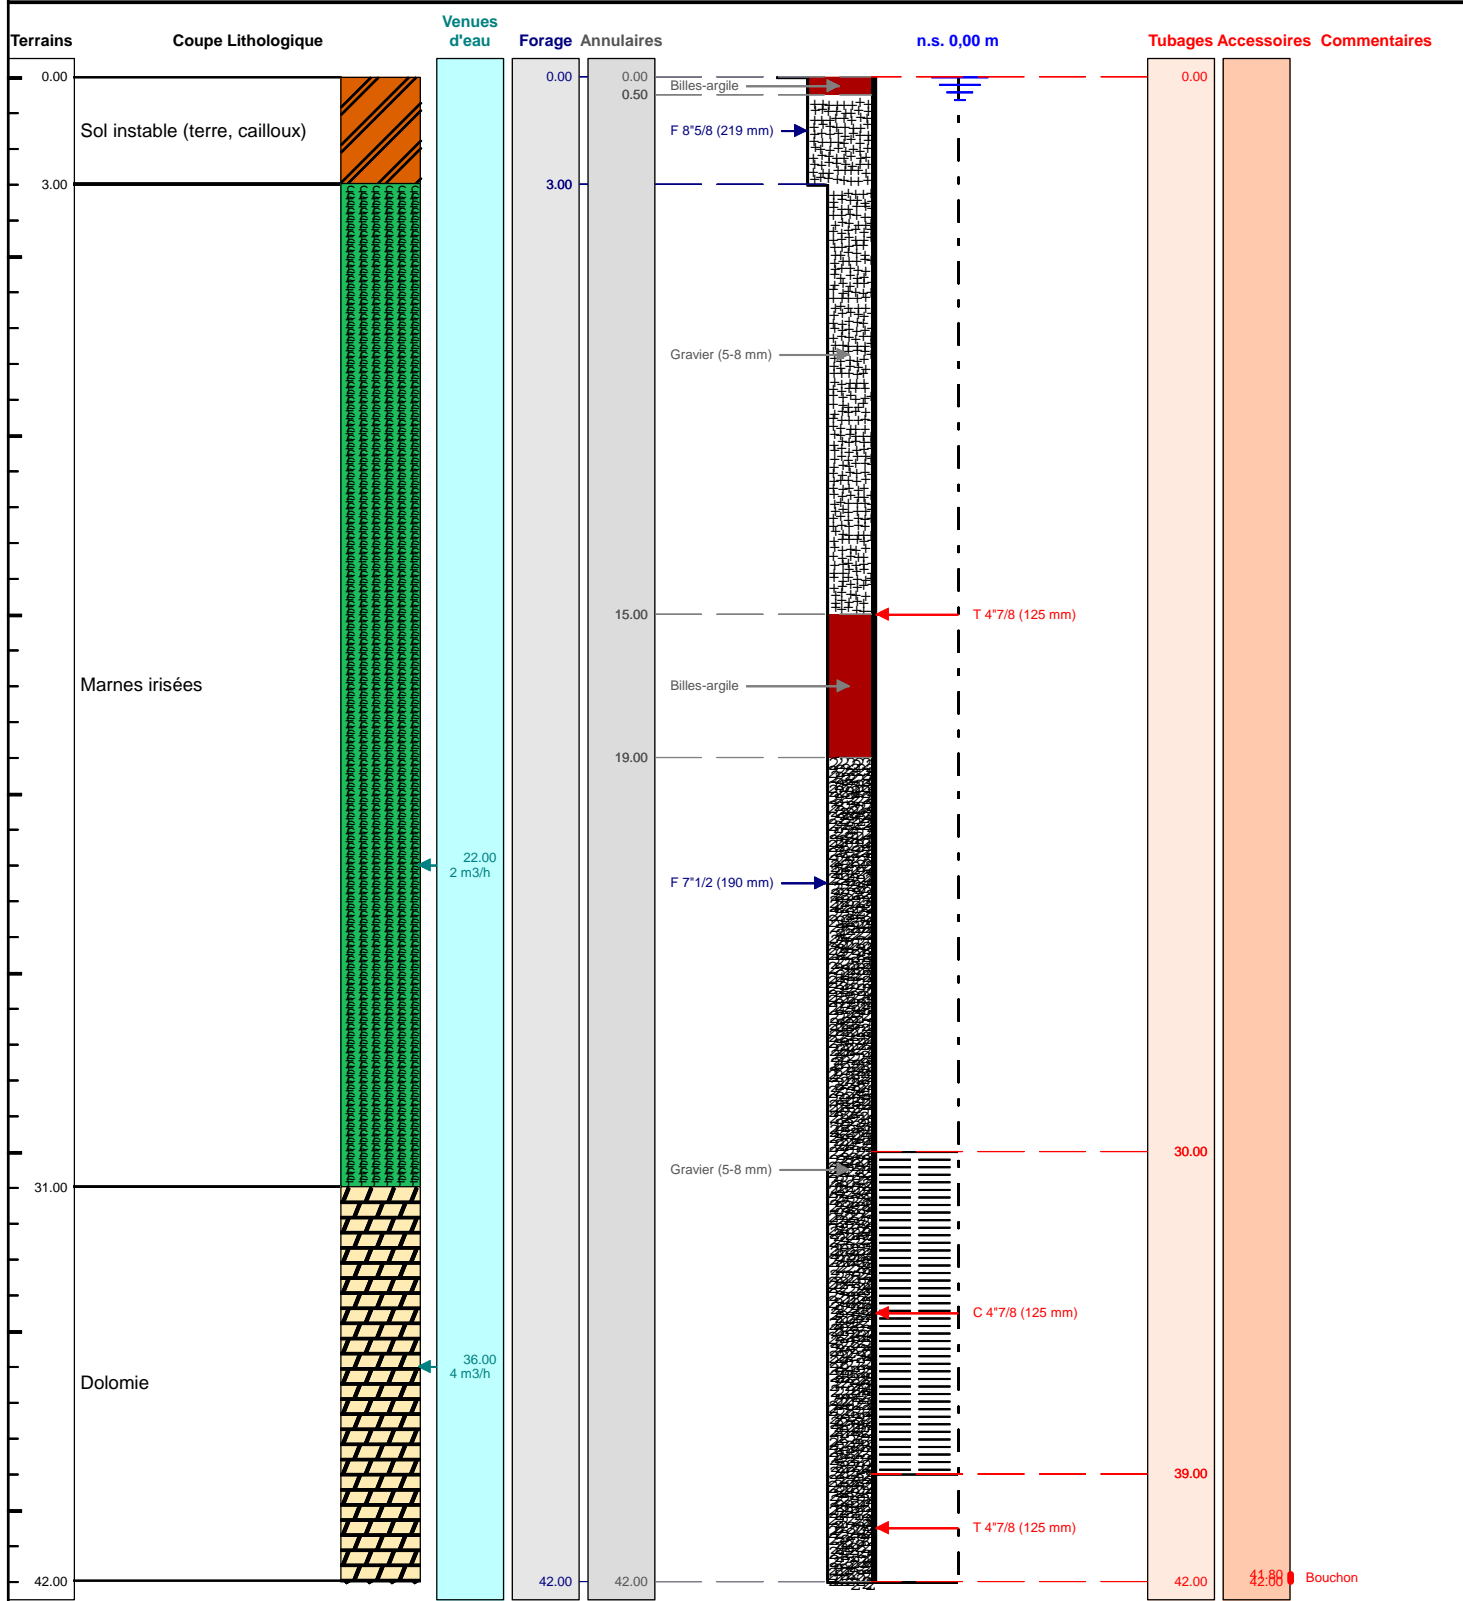 Venues
Terrains Coupe Lithologique d'eau Forage Annulaires n.s. 0,00 m Tubages Accessoires Commentaires
0.00 0.00 0.00 0.00
Billes-argile
0.50
Sol instable (terre, cailloux) F 8"5/8 (219 mm)
3.00 3.00
Gravier (5-8 mm)
15.00 T 4"7/8 (125 mm)
Marnes irisées Billes-argile
19.00
22.00
2 m3/h
F 7"1/2 (190 mm)
30.00
Gravier (5-8 mm)
31.00
C 4"7/8 (125 mm)
36.00
4 m3/h
Dolomie
39.00
T 4"7/8 (125 mm)
41.80
42.00 42.00 42.00 42.00 42.00 Bouchon